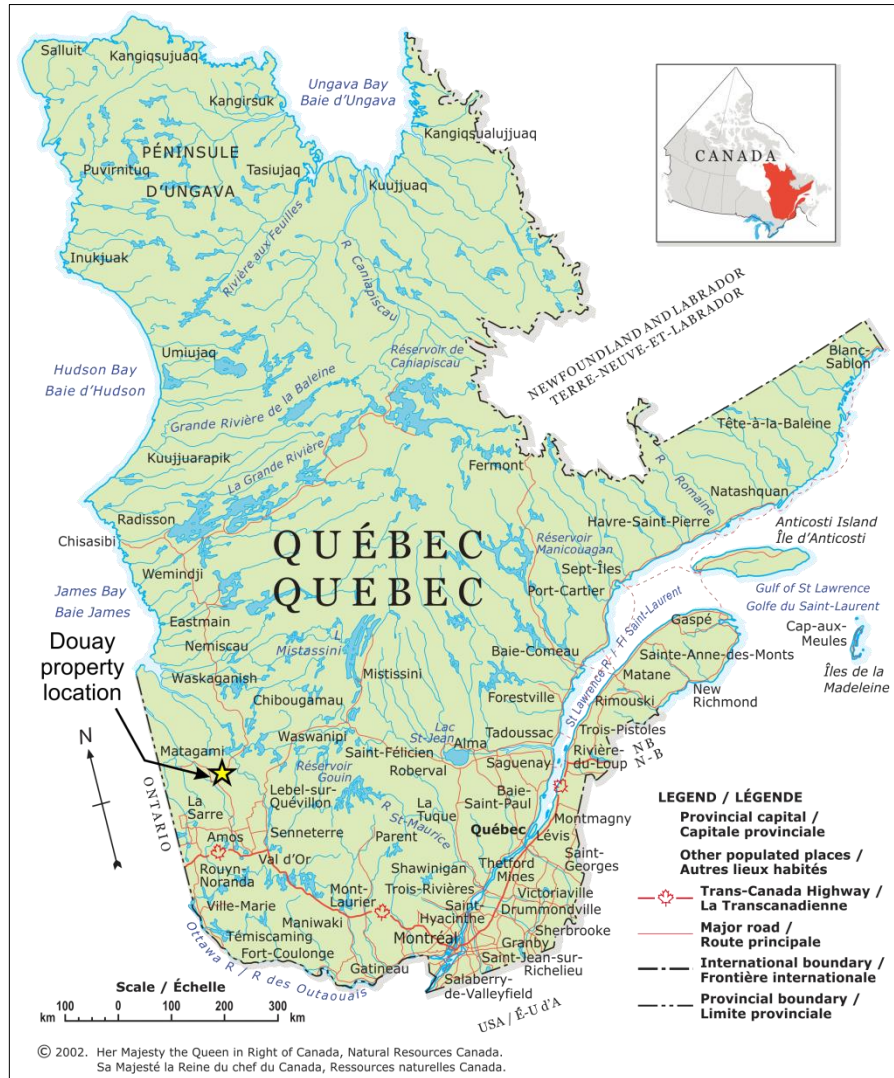 Salluit
Kangiqsujuaq
Ungava Bay
Baie d'Ungava
Kangirsuk
Kangiqsualujjuaq
PÉNINSULE
D'UNGAVA
Puvirnituq
Tasiujaq
Kuujjuaq
Rivière aux Feuilles
R Caniapiscau
Inukjuak
CANADA
NEWFOUNDLAND AND LABRADOR
TERRE-NEUVE-ET-LABRADOR
Umiujaq
Réservoir de
Caniapiscau
Blanc-
Sablon
Hudson Bay
Baie d'Hudson
Grande Rivière de la Baleine
Tête-à-la-Baleine
Kuujjuarapik
La Grande Rivière
Fermont
R Romaine
Natashquan
Radisson
Havre-Saint-Pierre
Anticosti Island
Île d'Anticosti
Chisasibi
QUÉBEC
QUEBEC
Réservoir
Manicouagan
Sept-Îles
Port-Cartier
Wemindji
James Bay
Baie James
Gulf of St Lawrence
Golfe du Saint-Laurent
Eastmain
Gaspé
Cap-aux-
Meules
Douay
property
location
Nemiscau
L
Mistassini
Baie-Comeau
St Lawrence R / Fl Saint-Laurent
Sainte-Anne-des-Monts
Îles de la
Madeleine
Waskaganish
Mistissini
Matane
New
Richmond
Chibougamau
Forestville
Rimouski
N
Matagami
Waswanipi
Lac
St-Jean
Tadoussac
Trois-Pistoles
Saint-Félicien
Alma
Rivière-
du-Loup
NB
N-B
Réservoir
Gouin
Roberval
Saguenay
ONTARIO
La
Sarre
Lebel-sur-
Quévillon
R St-Maurice
La
Tuque
Baie-
Saint-Paul
Amos
Senneterre
Parent
Québec
Montmagny
Lévis
Rouyn-
Noranda
Val d'Or
Shawinigan
Thetford
Mines
Saint-
Georges
Ville-Marie
Mont-
Laurier
Trois-Rivières
Victoriaville
Témiscaming
Maniwaki
Saint-
Hyacinthe
Drummondville
Fort-Coulonge
Montréal
Sherbrooke
Granby
Gatineau
Saint-Jean-sur-
Richelieu
Ottawa R / R des Outaouais
Salaberry-
de-Valleyfield
USA / É-U d'A
LEGEND / LÉGENDE
Provincial capital /
Capitale provinciale
Other populated places /
Autres lieux habités
Trans-Canada Highway /
La Transcanadienne
Major road /
Route principale
International boundary /
Frontière internationale
Provincial boundary /
Limite provinciale
Scale / Échelle
km 100 0 100 200 300 km
© 2002. Her Majesty the Queen in Right of Canada, Natural Resources Canada.
Sa Majesté la Reine du chef du Canada, Ressources naturelles Canada.